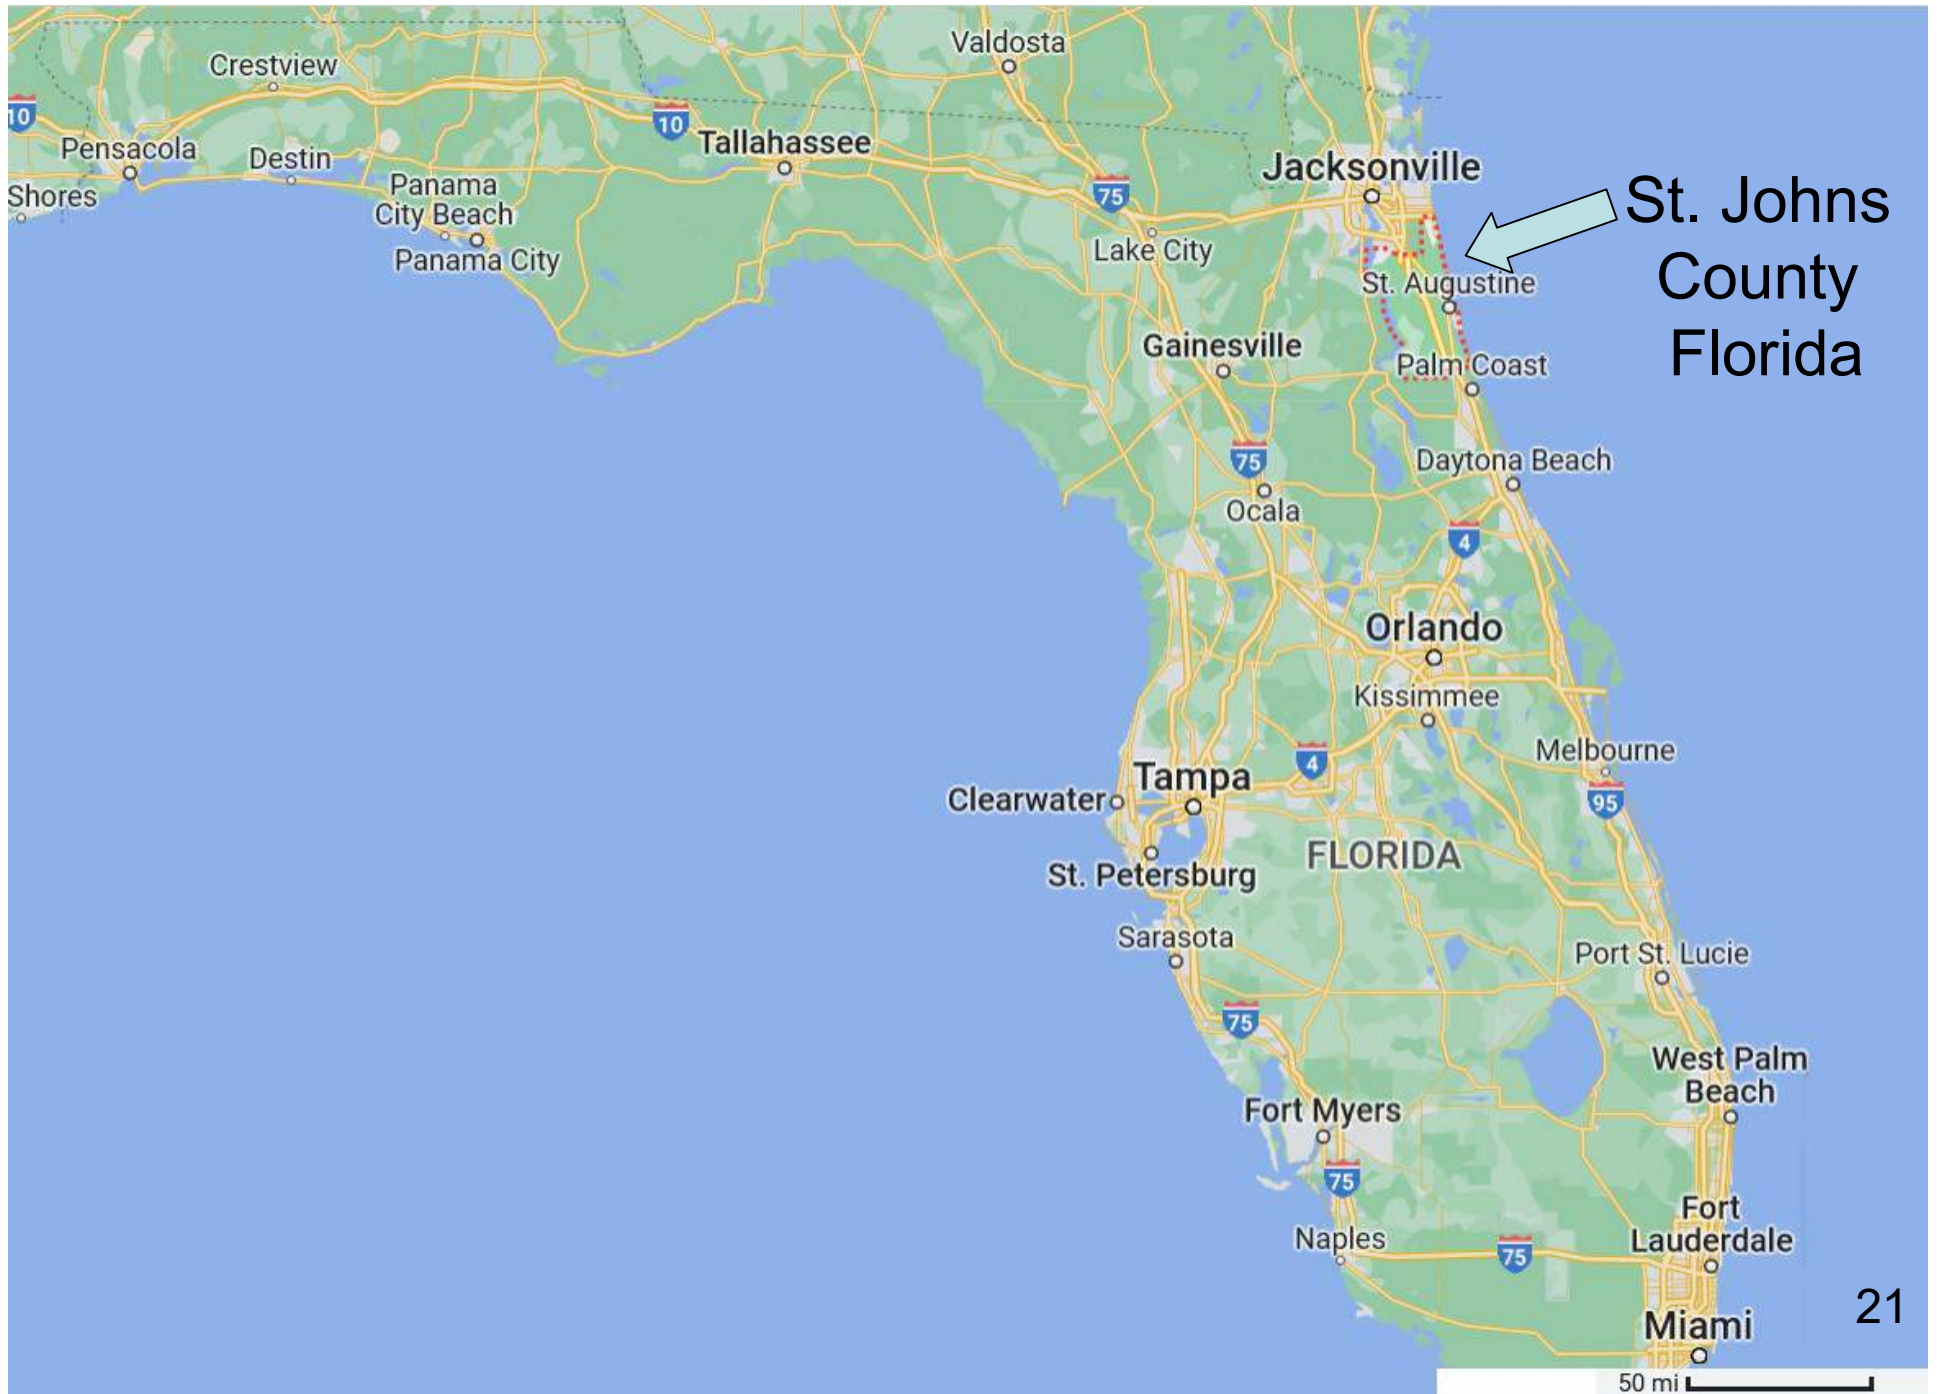 Valdosta
Crestview
10
10
Pensacola
Destin
Tallahassee
Shores
Panama
City Beach
Panama City
75
Lake City
Jacksonville
St. Johns
County
Florida
St. Augustine
Gainesville
Palm Coast
75
Daytona Beach
Ocala
4
Orlando
Kissimmee
Melbourne
4
Tampa
Clearwater
95
FLORIDA
St. Petersburg
Sarasota
Port St. Lucie
75
West Palm
Beach
Fort Myers
75
Fort
Lauderdale
Naples
75
21
Miami
50 mi